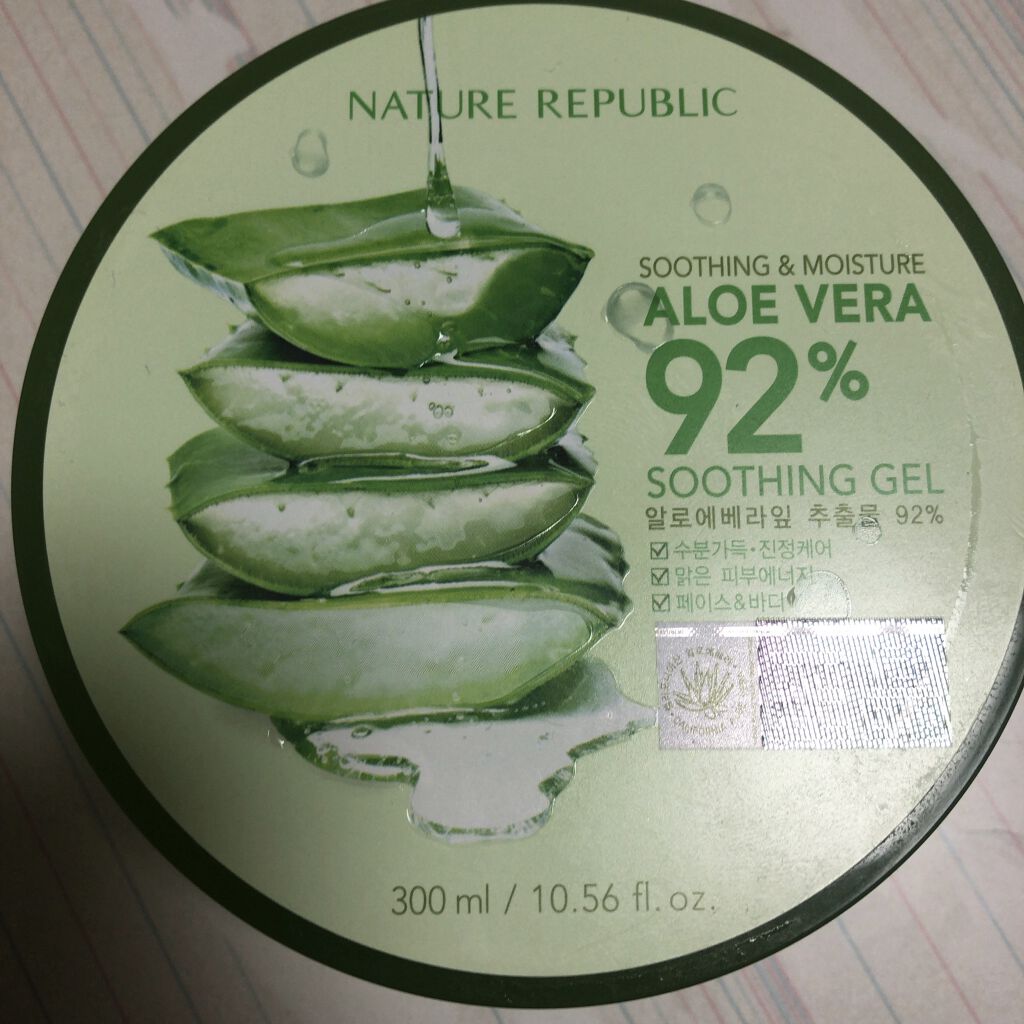 NATURE REPUBLIC
SOOTHING & MOISTURE
ALOE VERA
92%
SOOTHING GEL
알로에베라잎 추출물 92%
수분가득·진정케어
맑은 피부에너지
페이스&바디
300 ml / 10.56 fl. oz.